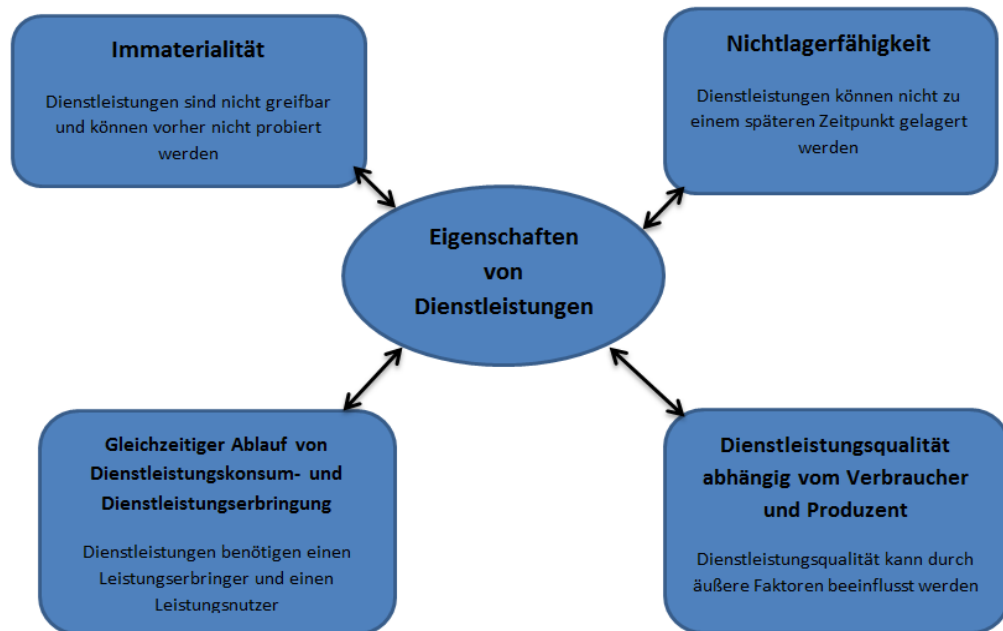 Immaterialität
Dienstleistungen sind nicht greifbar
und können vorher nicht probiert
werden
Nichtlagerfähigkeit
Dienstleistungen können nicht zu
einem späteren Zeitpunkt gelagert
werden
Eigenschaften
von
Dienstleistungen
Gleichzeitiger Ablauf von
Dienstleistungskonsum- und
Dienstleistungserbringung
Dienstleistungen benötigen einen
Leistungserbringer und einen
Leistungsnutzer
Dienstleistungsqualität
abhängig vom Verbraucher
und Produzent
Dienstleistungsqualität kann durch
äußere Faktoren beeinflusst werden